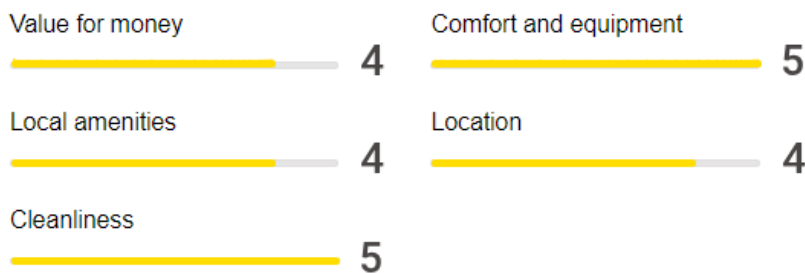 Value for money
4
Comfort and equipment
5
Local amenities
4
Location
4
Cleanliness
5